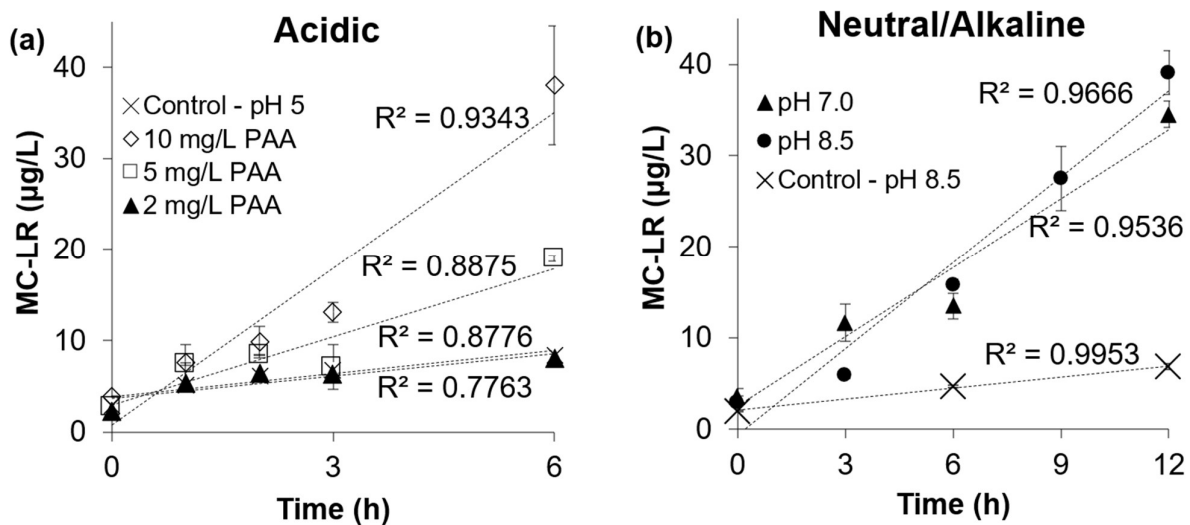 (a)
Acidic
40
30
20
10
0
MC-LR (µg/L)
Control - pH 5
10 mg/L PAA
5 mg/L PAA
2 mg/L PAA
R² = 0.9343
R² = 0.8875
R² = 0.8776
R² = 0.7763
0
3
6
Time (h)
(b)
Neutral/Alkaline
40
30
20
10
0
MC-LR (µg/L)
pH 7.0
pH 8.5
Control - pH 8.5
R² = 0.9666
R² = 0.9536
R² = 0.9953
0
3
6
9
12
Time (h)